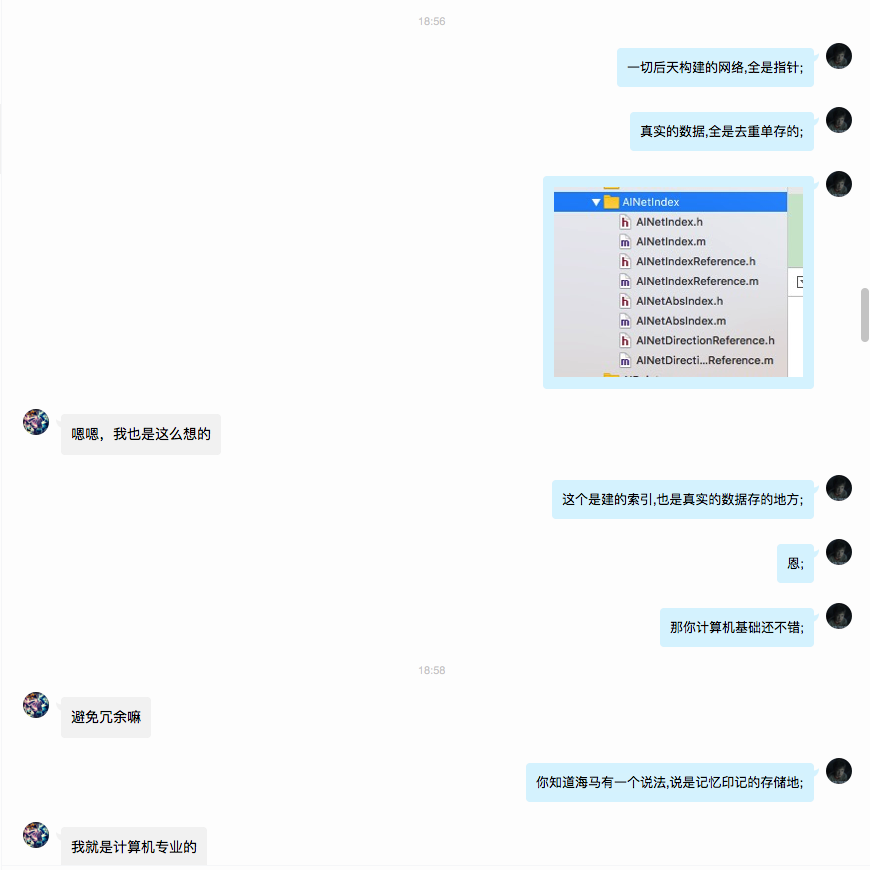 18:56
一切后天构建的网络,全是指针;
真实的数据,全是去重单存的;
AINetIndex
AINetIndex.h
AINetIndex.m
AINetIndexReference.h
AINetIndexReference.m
AINetAbsIndex.h
AINetAbsIndex.m
AINetDirectionReference.h
AINetDirecti...Reference.m
嗯嗯，我也是这么想的
这个是建的索引,也是真实的数据存的地方;
恩;
那你计算机基础还不错;
18:58
避免冗余嘛
你知道海马有一个说法,说是记忆印记的存储地;
我就是计算机专业的